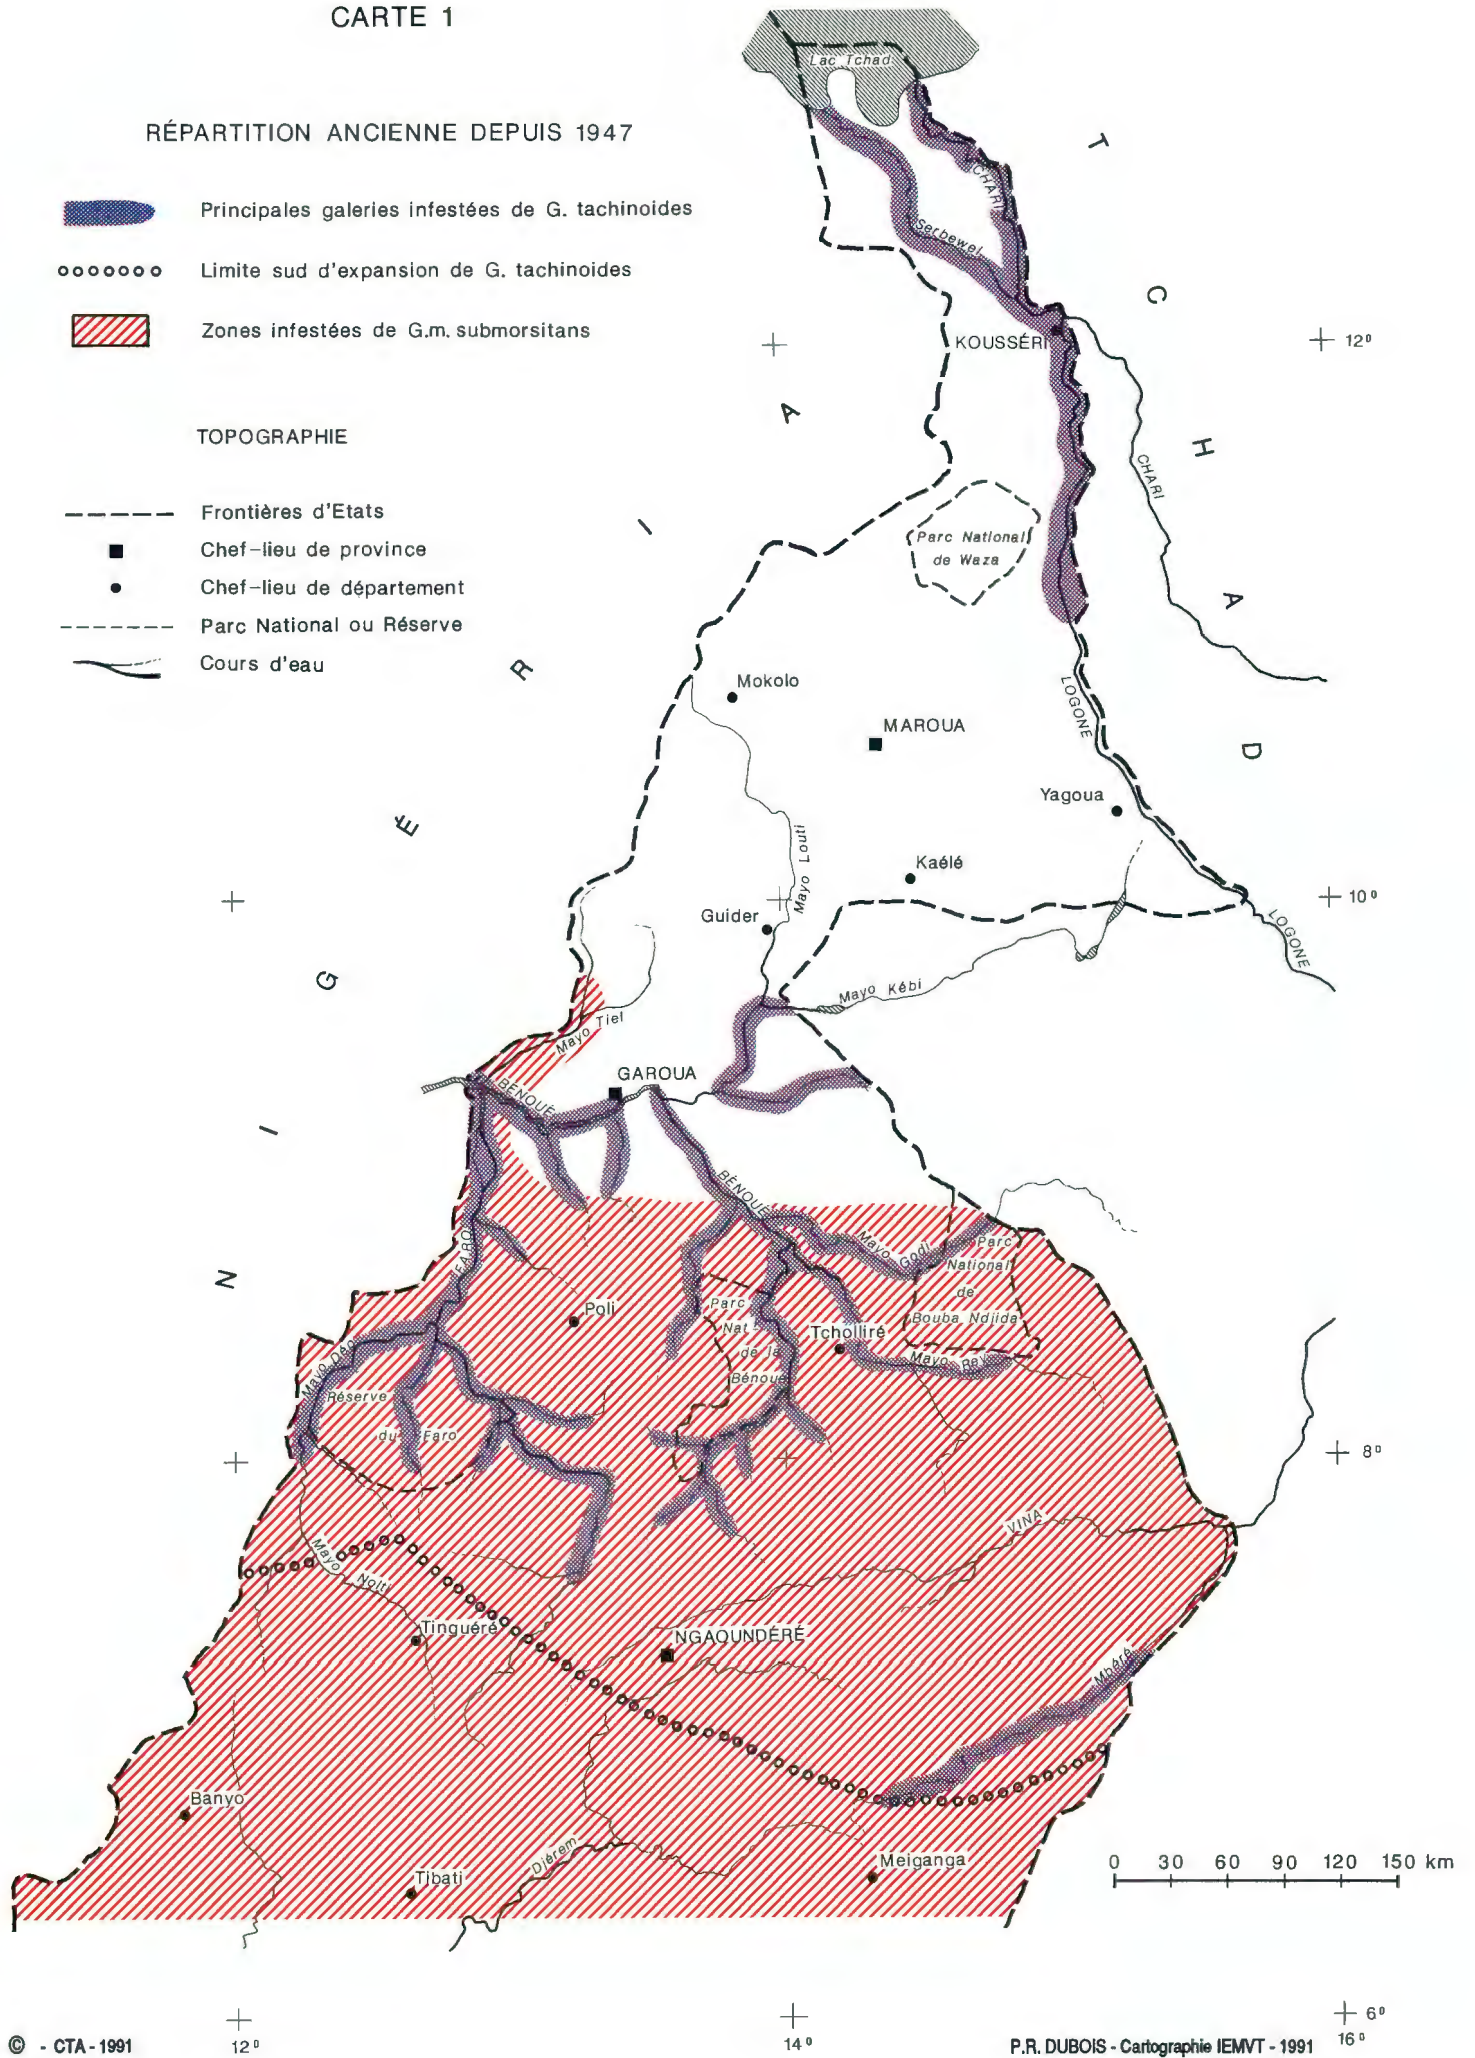 CARTE 1
RÉPARTITION ANCIENNE DEPUIS 1947
Principales galeries infestées de G. tachinoides
Limite sud d'expansion de G. tachinoides
Zones infestées de G.m. submorsitans
TOPOGRAPHIE
Frontières d'Etats
Chef-lieu de province
Chef-lieu de département
Parc National ou Réserve
Cours d'eau
Lac Tchad
TCHAD
NIGÉRIA
CHARI
Serbewel
KOUSSÉRI
12°
CHARI
Parc National
de Waza
Mokolo
MAROUA
LOGONE
Yagoua
Mayo Louti
Kaélé
10°
Guider
LOGONE
Mayo Kébi
Mayo Tiel
GAROUA
BÉNOUÉ
BÉNOUÉ
FARO
Mayo Godi
Parc
National
de
Bouba Ndjida
Poli
Parc
Nat
de la
Bénoué
Tcholliré
Mayo Rey
Mayo Déo
Réserve
du Faro
8°
VINA
Mayo Nolti
Tinguéré
NGAOUNDÉRÉ
Mbéré
Banyo
Djérem
Tibati
Meiganga
0 30 60 90 120 150 km
6°
12°
14°
16°
© - CTA - 1991
P.R. DUBOIS - Cartographie IEMVT - 1991